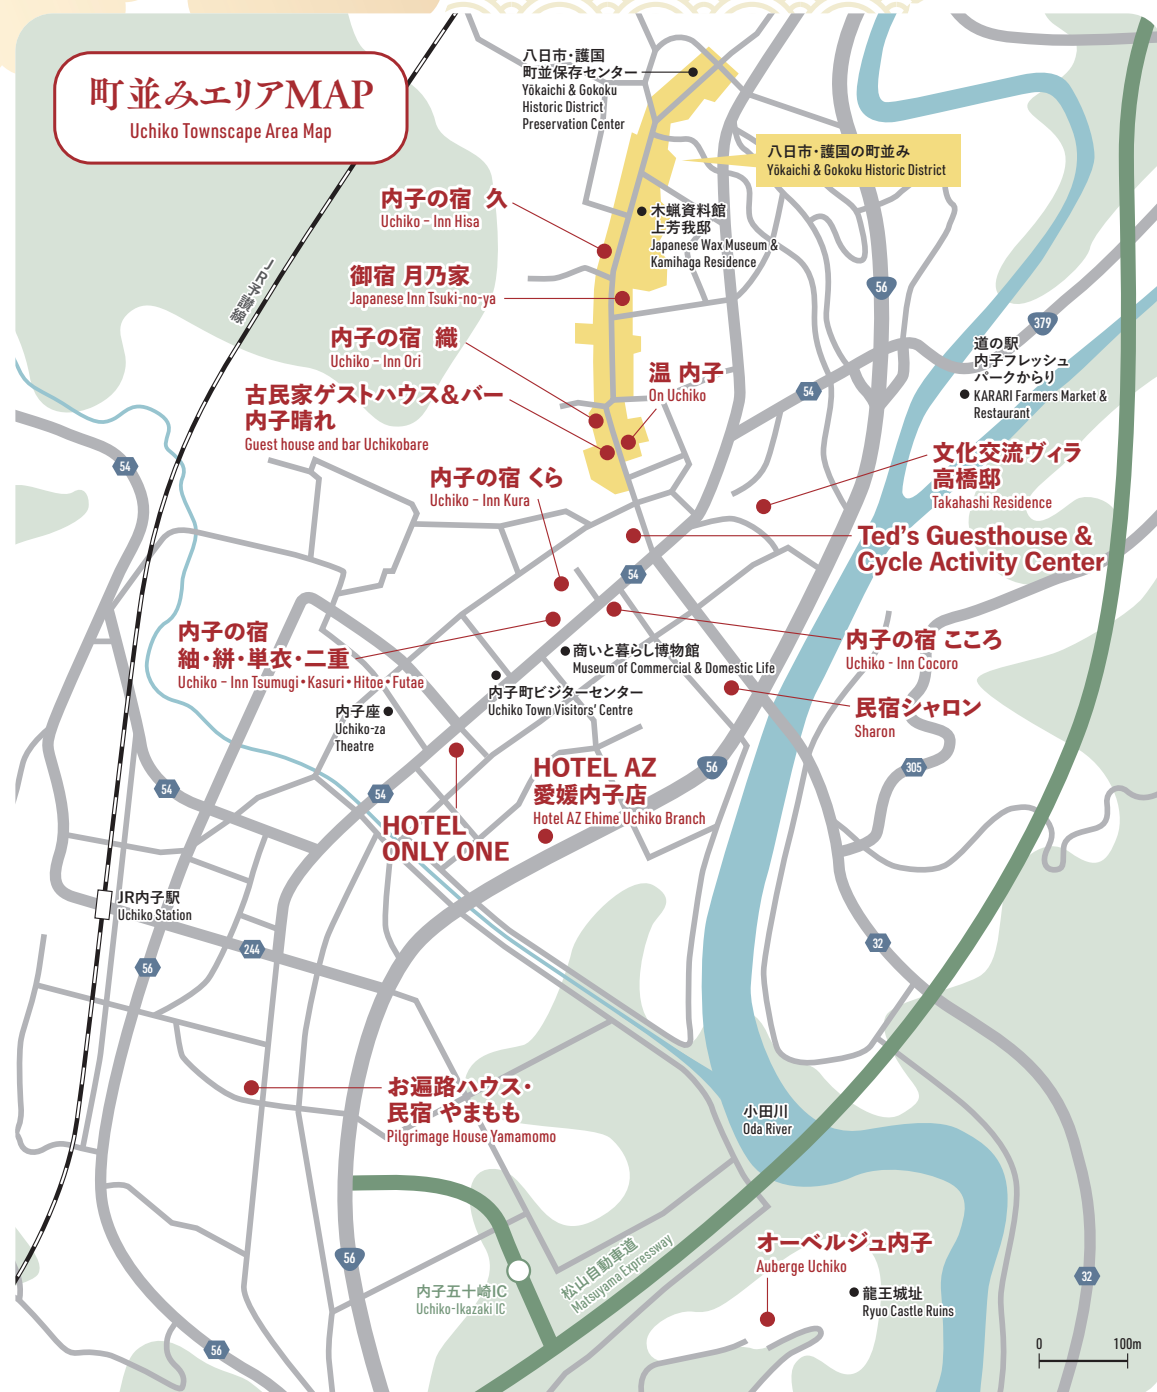 町並みエリアMAP
Uchiko Townscape Area Map
八日市・護国
町並保存センター
Yōkaichi & Gokoku
Historic District
Preservation Center
八日市・護国の町並み
Yōkaichi & Gokoku Historic District
内子の宿 久
Uchiko – Inn Hisa
木蝋資料館
上芳我邸
Japanese Wax Museum &
Kamihaga Residence
JR予讃線
御宿 月乃家
Japanese Inn Tsuki-no-ya
56
379
内子の宿 織
Uchiko – Inn Ori
道の駅
内子フレッシュ
パークからり
KARARI Farmers Market &
Restaurant
温 内子
On Uchiko
54
古民家ゲストハウス&バー
内子晴れ
Guest house and bar Uchikobare
54
文化交流ヴィラ
高橋邸
Takahashi Residence
内子の宿 くら
Uchiko – Inn Kura
Ted's Guesthouse &
Cycle Activity Center
54
内子の宿
紬・絣・単衣・二重
Uchiko – Inn Tsumugi・Kasuri・Hitoe・Futae
内子の宿 こころ
Uchiko - Inn Cocoro
商いと暮らし博物館
Museum of Commercial & Domestic Life
内子町ビジターセンター
Uchiko Town Visitors' Centre
内子座
Uchiko-za
Theatre
民宿シャロン
Sharon
305
56
HOTEL AZ
愛媛内子店
Hotel AZ Ehime Uchiko Branch
54
54
HOTEL
ONLY ONE
JR内子駅
Uchiko Station
244
56
32
お遍路ハウス・
民宿 やまもも
Pilgrimage House Yamamomo
小田川
Oda River
56
内子五十崎IC
Uchiko-Ikazaki IC
松山自動車道
Matsuyama Expressway
オーベルジュ内子
Auberge Uchiko
龍王城址
Ryuo Castle Ruins
32
56
0 100m